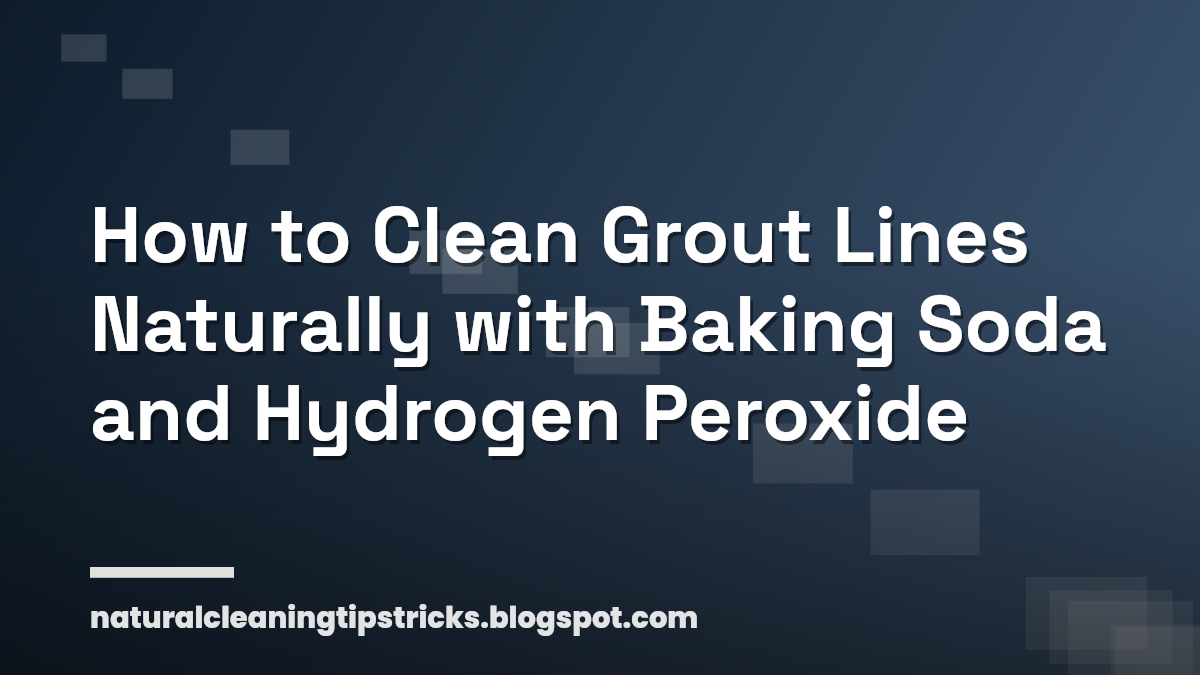 How to Clean Grout Lines
Naturally with Baking Soda
and Hydrogen Peroxide
naturalcleaningtipstricks.blogspot.com